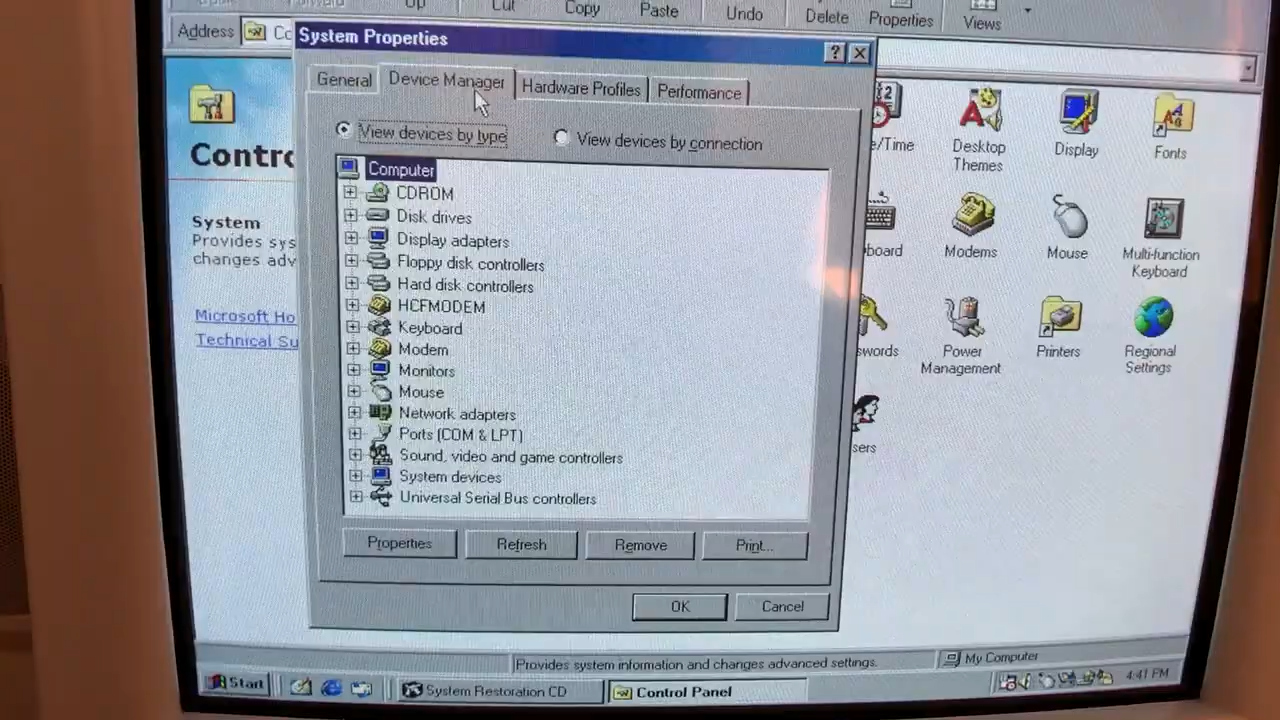 Up Cut Copy Paste Undo Delete Properties Views
Address
System Properties
General Device Manager Hardware Profiles Performance
View devices by type View devices by connection
Computer
CDROM
Disk drives
Display adapters
Floppy disk controllers
Hard disk controllers
HCFMODEM
Keyboard
Modem
Monitors
Mouse
Network adapters
Ports (COM & LPT)
Sound, video and game controllers
System devices
Universal Serial Bus controllers
Properties Refresh Remove Print...
OK Cancel
Contro
System
Provides sys
changes adv
Microsoft Ho
Technical Su
e/Time
Desktop
Themes
Display
Fonts
board
Modems
Mouse
Multi-function
Keyboard
swords
Power
Management
Printers
Regional
Settings
sers
Provides system information and changes advanced settings. My Computer
Start System Restoration CD Control Panel 4:41 PM